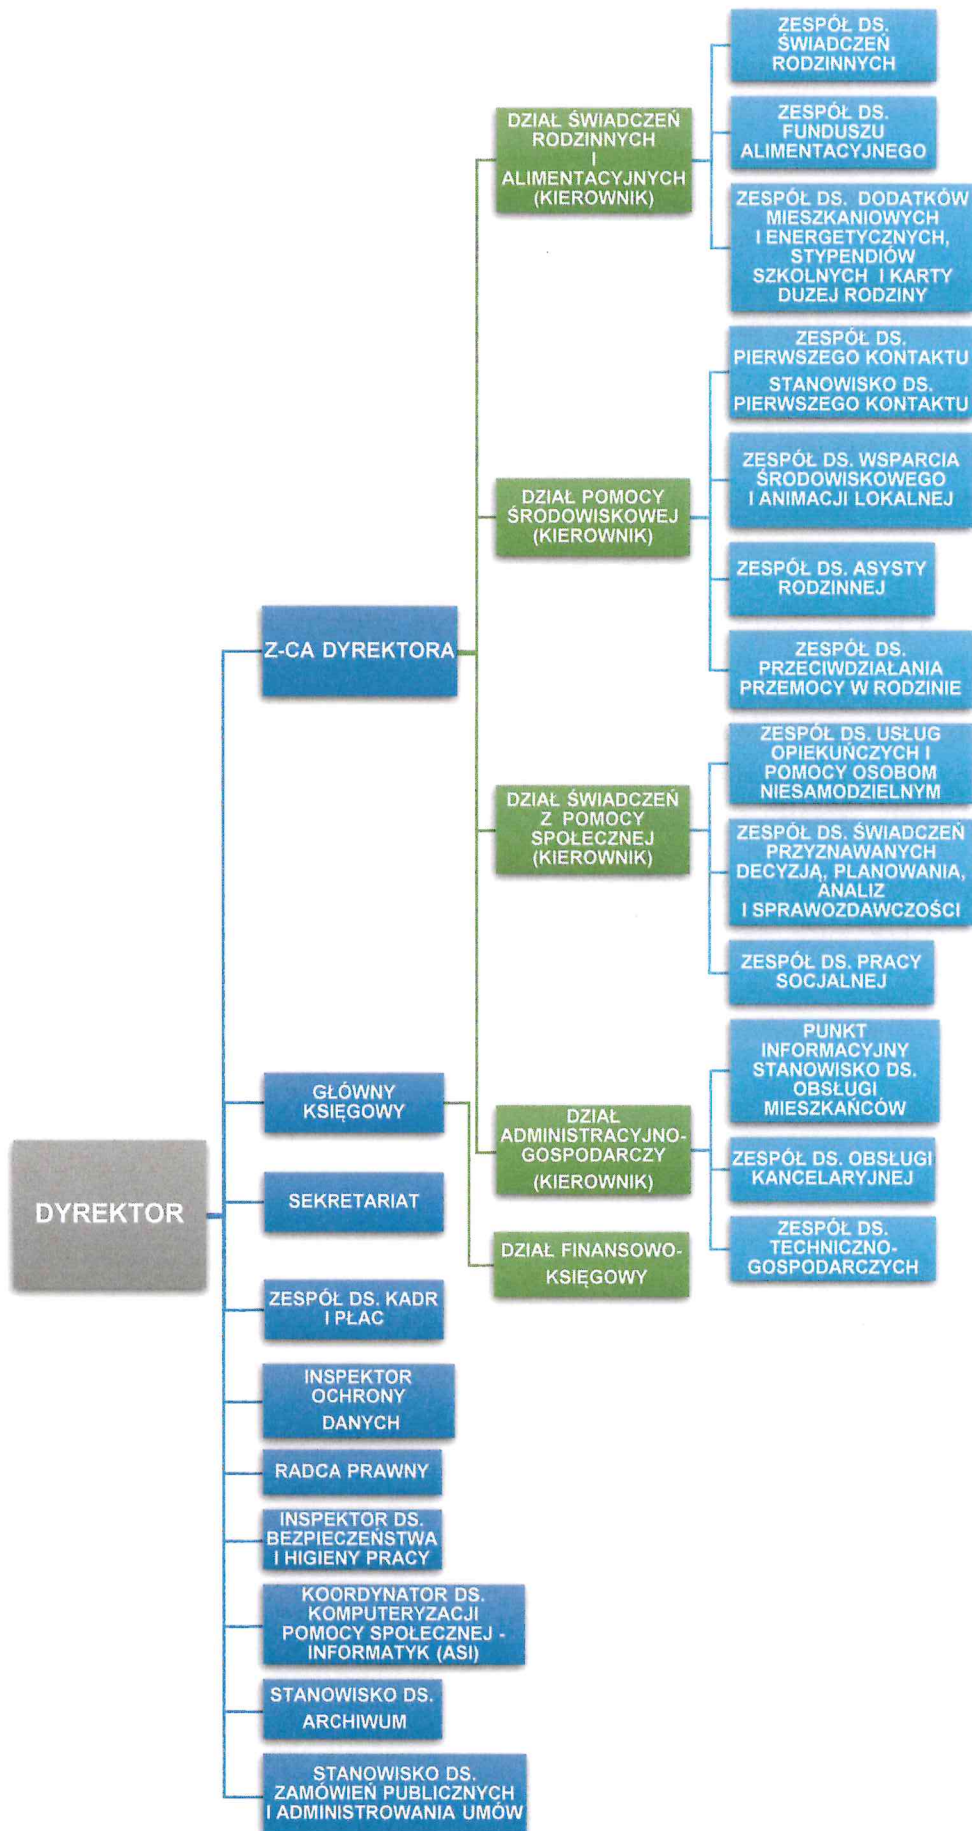 DYREKTOR
Z-CA DYREKTORA
DZIAŁ ŚWIADCZEŃ
RODZINNYCH
I
ALIMENTACYJNYCH
(KIEROWNIK)
ZESPÓŁ DS.
ŚWIADCZEŃ
RODZINNYCH
ZESPÓŁ DS.
FUNDUSZU
ALIMENTACYJNEGO
ZESPÓŁ DS. DODATKÓW
MIESZKANIOWYCH
I ENERGETYCZNYCH,
STYPENDIÓW
SZKOLNYCH I KARTY
DUZEJ RODZINY
DZIAŁ POMOCY
ŚRODOWISKOWEJ
(KIEROWNIK)
ZESPÓŁ DS.
PIERWSZEGO KONTAKTU
STANOWISKO DS.
PIERWSZEGO KONTAKTU
ZESPÓŁ DS. WSPARCIA
ŚRODOWISKOWEGO
I ANIMACJI LOKALNEJ
ZESPÓŁ DS. ASYSTY
RODZINNEJ
ZESPÓŁ DS.
PRZECIWDZIAŁANIA
PRZEMOCY W RODZINIE
DZIAŁ ŚWIADCZEŃ
Z POMOCY
SPOŁECZNEJ
(KIEROWNIK)
ZESPÓŁ DS. USŁUG
OPIEKUŃCZYCH I
POMOCY OSOBOM
NIESAMODZIELNYM
ZESPÓŁ DS. ŚWIADCZEŃ
PRZYZNAWANYCH
DECYZJĄ, PLANOWANIA,
ANALIZ
I SPRAWOZDAWCZOŚCI
ZESPÓŁ DS. PRACY
SOCJALNEJ
DZIAŁ
ADMINISTRACYJNO-
GOSPODARCZY
(KIEROWNIK)
PUNKT
INFORMACYJNY
STANOWISKO DS.
OBSŁUGI
MIESZKAŃCÓW
ZESPÓŁ DS. OBSŁUGI
KANCELARYJNEJ
ZESPÓŁ DS.
TECHNICZNO-
GOSPODARCZYCH
GŁÓWNY
KSIĘGOWY
DZIAŁ FINANSOWO-
KSIĘGOWY
SEKRETARIAT
ZESPÓŁ DS. KADR
I PŁAC
INSPEKTOR
OCHRONY
DANYCH
RADCA PRAWNY
INSPEKTOR DS.
BEZPIECZEŃSTWA
I HIGIENY PRACY
KOORDYNATOR DS.
KOMPUTERYZACJI
POMOCY SPOŁECZNEJ -
INFORMATYK (ASI)
STANOWISKO DS.
ARCHIWUM
STANOWISKO DS.
ZAMÓWIEŃ PUBLICZNYCH
I ADMINISTROWANIA UMÓW